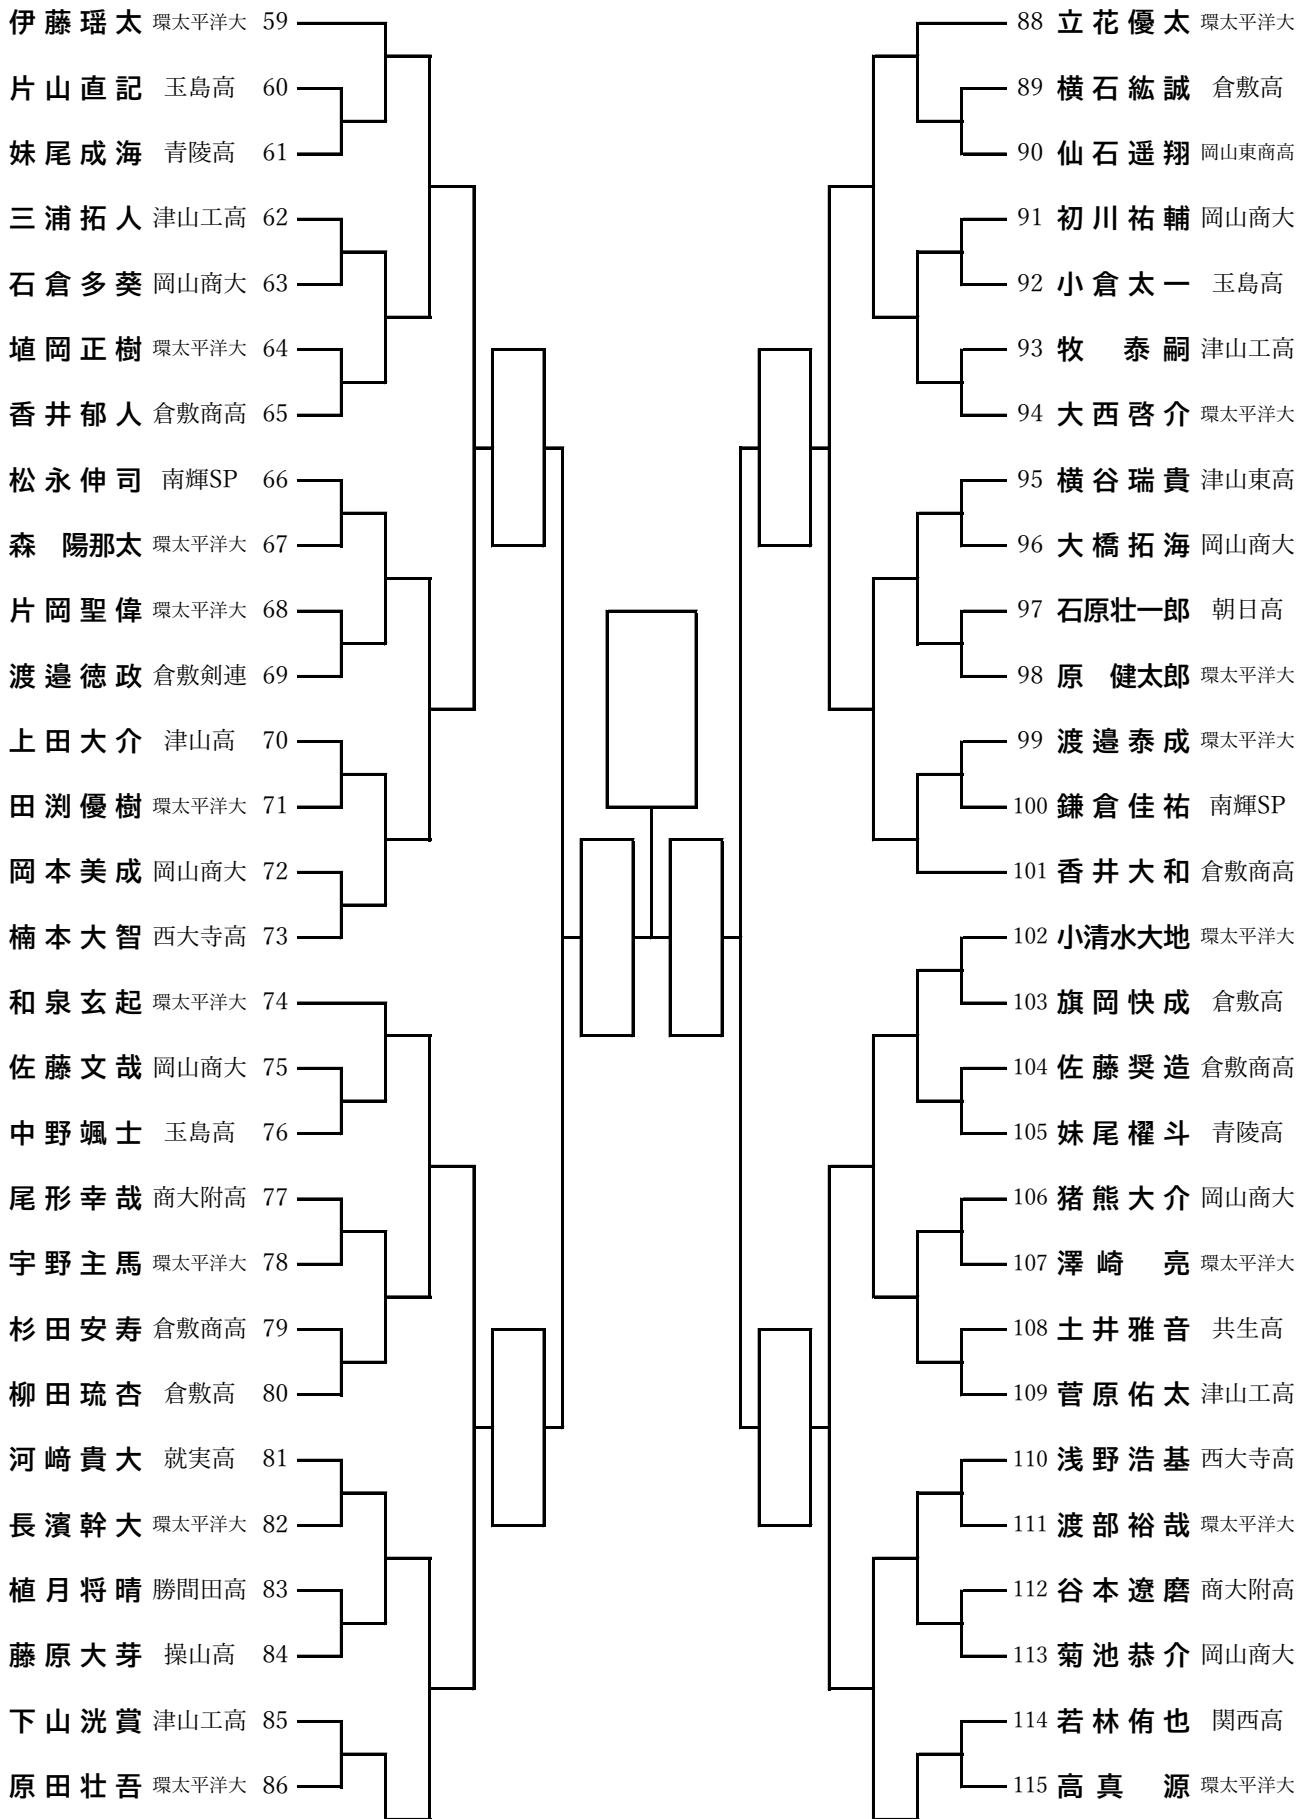 伊藤瑶太 環太平洋大 59
片山直記 玉島高 60
妹尾成海 青陵高 61
三浦拓人 津山工高 62
石倉多葵 岡山商大 63
埴岡正樹 環太平洋大 64
香井郁人 倉敷商高 65
松永伸司 南輝SP 66
森 陽那太 環太平洋大 67
片岡聖偉 環太平洋大 68
渡邉徳政 倉敷剣連 69
上田大介 津山高 70
田渕優樹 環太平洋大 71
岡本美成 岡山商大 72
楠本大智 西大寺高 73
和泉玄起 環太平洋大 74
佐藤文哉 岡山商大 75
中野颯士 玉島高 76
尾形幸哉 商大附高 77
宇野主馬 環太平洋大 78
杉田安寿 倉敷商高 79
柳田琉杏 倉敷高 80
河﨑貴大 就実高 81
長濱幹大 環太平洋大 82
植月将晴 勝間田高 83
藤原大芽 操山高 84
下山洸賞 津山工高 85
原田壮吾 環太平洋大 86
88 立花優太 環太平洋大
89 横石紘誠 倉敷高
90 仙石遥翔 岡山東商高
91 初川祐輔 岡山商大
92 小倉太一 玉島高
93 牧 泰嗣 津山工高
94 大西啓介 環太平洋大
95 横谷瑞貴 津山東高
96 大橋拓海 岡山商大
97 石原壮一郎 朝日高
98 原 健太郎 環太平洋大
99 渡邉泰成 環太平洋大
100 鎌倉佳祐 南輝SP
101 香井大和 倉敷商高
102 小清水大地 環太平洋大
103 旗岡快成 倉敷高
104 佐藤奨造 倉敷商高
105 妹尾櫂斗 青陵高
106 猪熊大介 岡山商大
107 澤崎 亮 環太平洋大
108 土井雅音 共生高
109 菅原佑太 津山工高
110 浅野浩基 西大寺高
111 渡部裕哉 環太平洋大
112 谷本遼磨 商大附高
113 菊池恭介 岡山商大
114 若林侑也 関西高
115 高真 源 環太平洋大